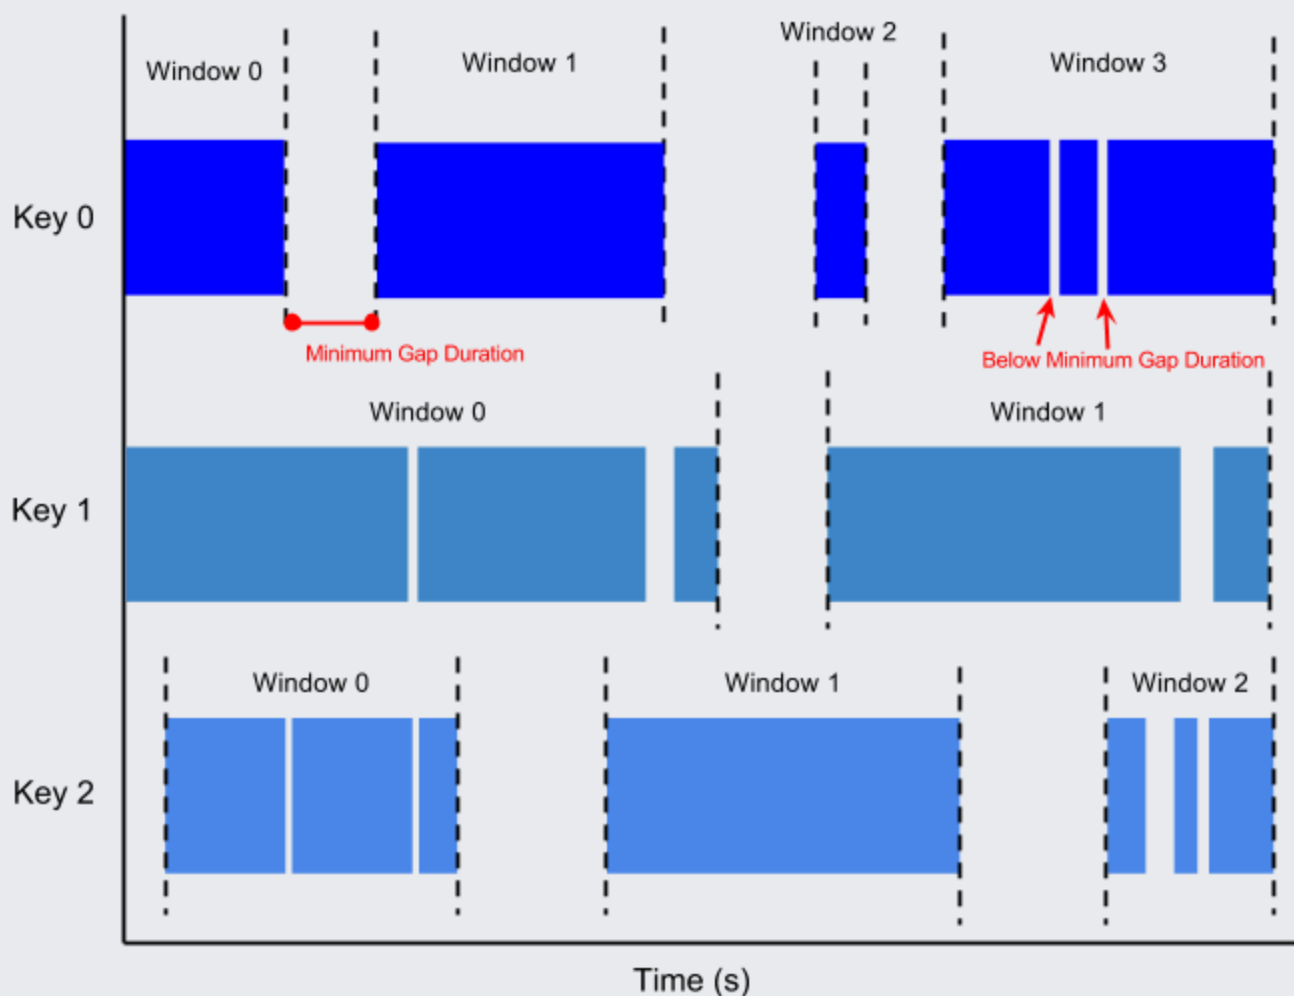 Window 2
Window 0
Window 1
Window 3
Key 0
Minimum Gap Duration
Below Minimum Gap Duration
Window 0
Window 1
Key 1
Window 0
Window 1
Window 2
Key 2
Time (s)